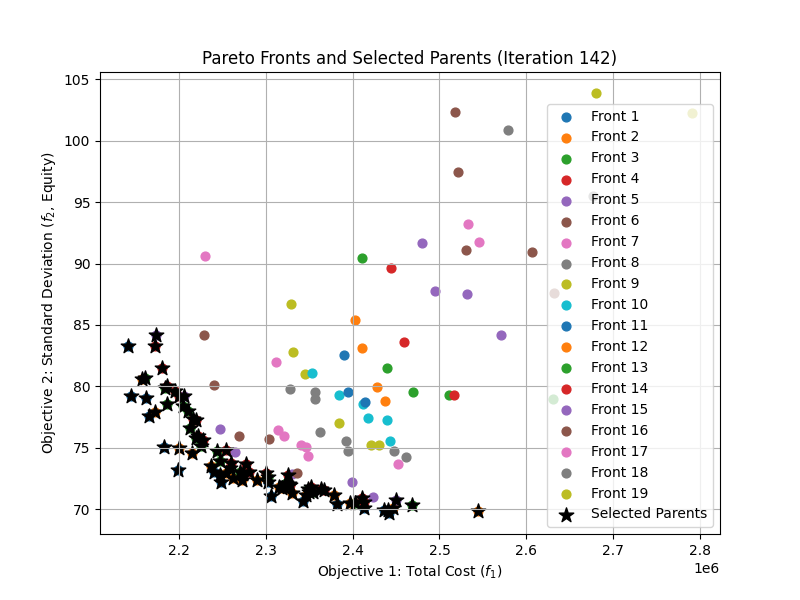 Pareto Fronts and Selected Parents (Iteration 142)
Objective 2: Standard Deviation (f₂, Equity)
105
100
95
90
85
80
75
70
2.2
2.3
2.4
2.5
2.6
2.7
2.8
1e6
Objective 1: Total Cost (f₁)
Front 1
Front 2
Front 3
Front 4
Front 5
Front 6
Front 7
Front 8
Front 9
Front 10
Front 11
Front 12
Front 13
Front 14
Front 15
Front 16
Front 17
Front 18
Front 19
Selected Parents